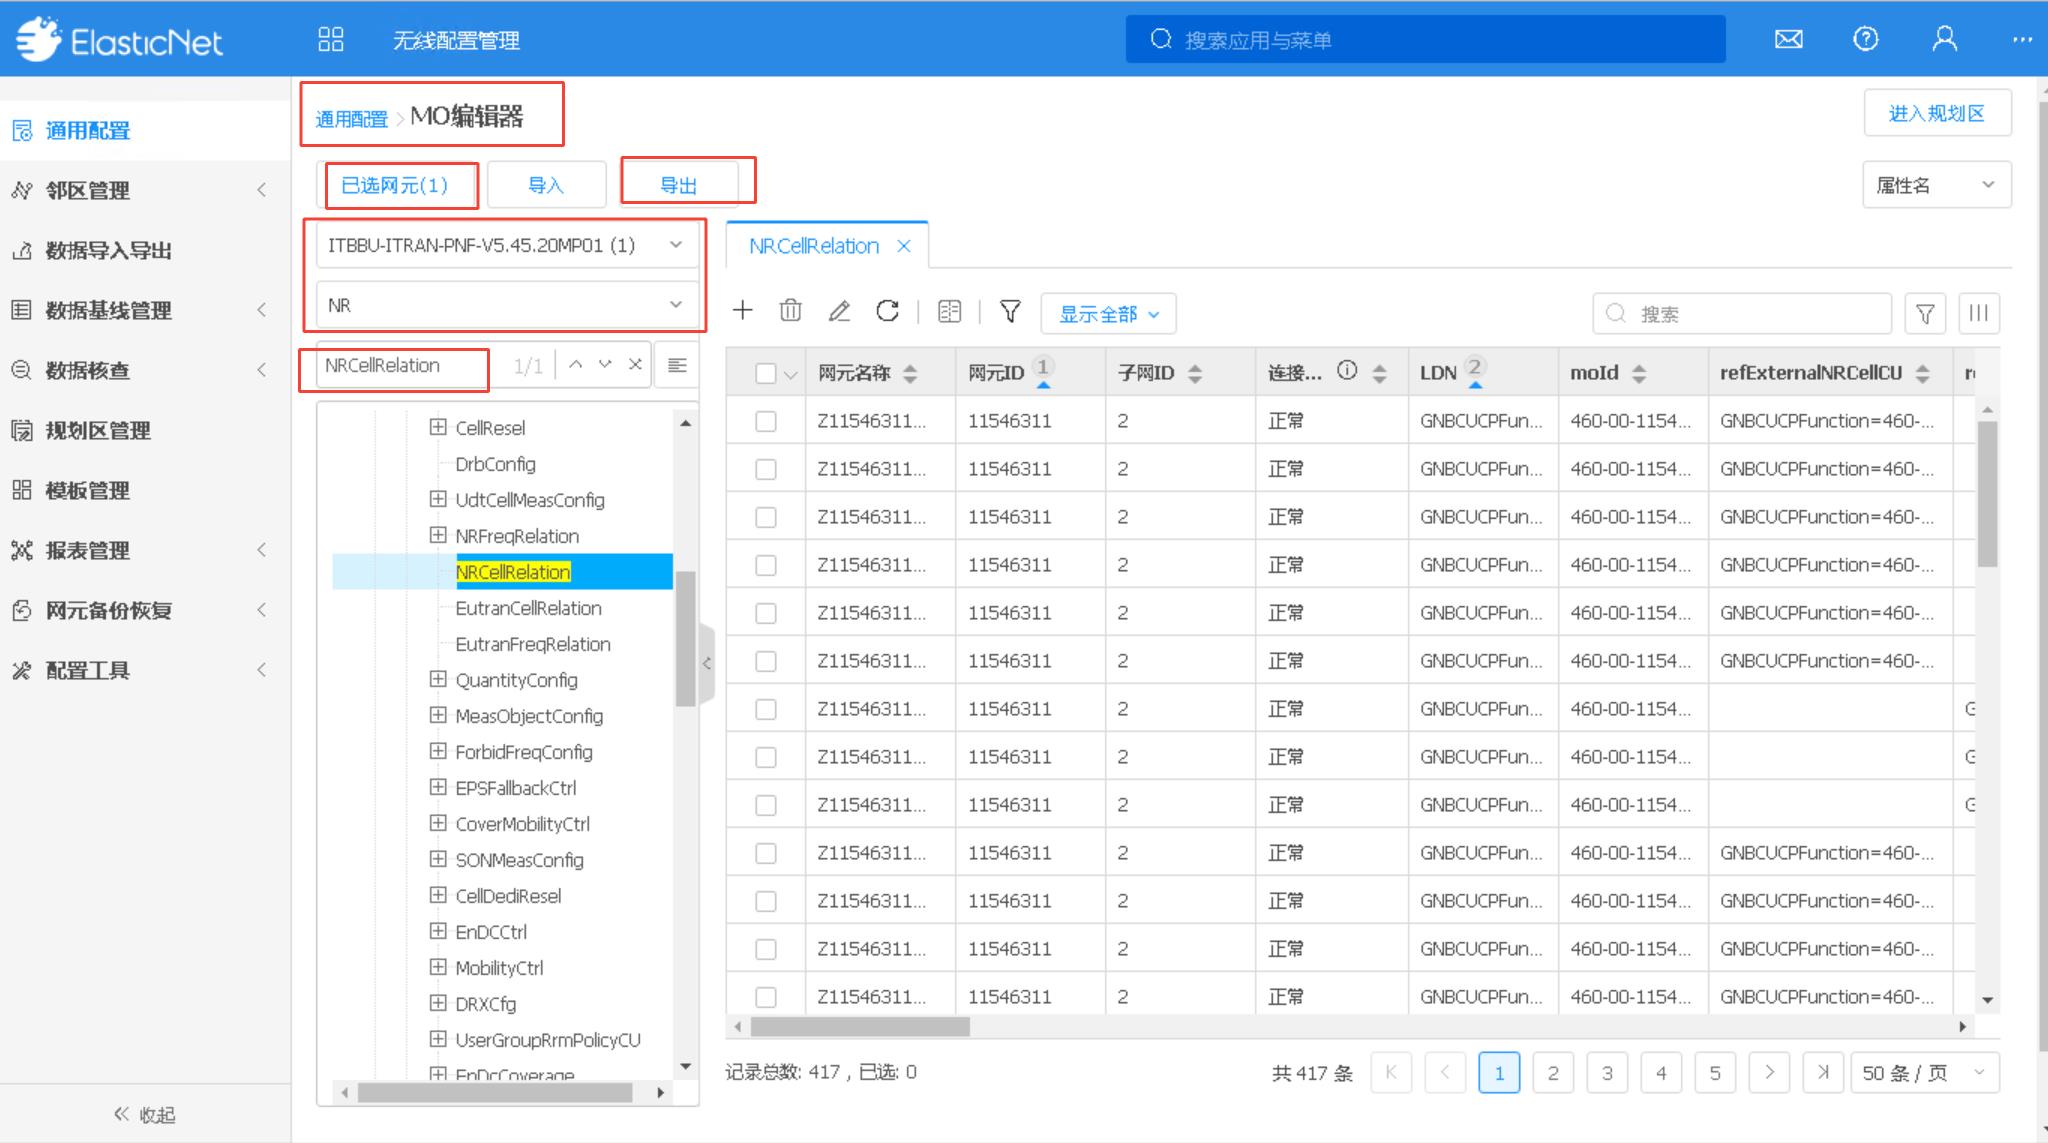 ElasticNet
无线配置管理
搜索应用与菜单
...
通用配置
邻区管理
数据导入导出
数据基线管理
数据核查
规划区管理
模板管理
报表管理
网元备份恢复
配置工具
收起
通用配置 > MO编辑器
进入规划区
已选网元(1)
导入
导出
属性名
ITBBU-ITRAN-PNF-V5.45.20MP01 (1)
NR
NRCellRelation 1/1
CellResel
DrbConfig
UdtCellMeasConfig
NRFreqRelation
NRCellRelation
EutranCellRelation
EutranFreqRelation
QuantityConfig
MeasObjectConfig
ForbidFreqConfig
EPSFallbackCtrl
CoverMobilityCtrl
SONMeasConfig
CellDediResel
EnDCCtrl
MobilityCtrl
DRXCfg
UserGroupRrmPolicyCU
EnDcCoverage
NRCellRelation
显示全部
搜索
网元名称 网元ID 1 子网ID 连接... LDN 2 moId refExternalNRCellCU
Z11546311... 11546311 2 正常 GNBCUCPFun... 460-00-1154... GNBCUCPFunction=460-...
Z11546311... 11546311 2 正常 GNBCUCPFun... 460-00-1154... GNBCUCPFunction=460-...
Z11546311... 11546311 2 正常 GNBCUCPFun... 460-00-1154... GNBCUCPFunction=460-...
Z11546311... 11546311 2 正常 GNBCUCPFun... 460-00-1154... GNBCUCPFunction=460-...
Z11546311... 11546311 2 正常 GNBCUCPFun... 460-00-1154... GNBCUCPFunction=460-...
Z11546311... 11546311 2 正常 GNBCUCPFun... 460-00-1154... GNBCUCPFunction=460-...
Z11546311... 11546311 2 正常 GNBCUCPFun... 460-00-1154... G
Z11546311... 11546311 2 正常 GNBCUCPFun... 460-00-1154... G
Z11546311... 11546311 2 正常 GNBCUCPFun... 460-00-1154... G
Z11546311... 11546311 2 正常 GNBCUCPFun... 460-00-1154... GNBCUCPFunction=460-...
Z11546311... 11546311 2 正常 GNBCUCPFun... 460-00-1154... GNBCUCPFunction=460-...
Z11546311... 11546311 2 正常 GNBCUCPFun... 460-00-1154... GNBCUCPFunction=460-...
Z11546311... 11546311 2 正常 GNBCUCPFun... 460-00-1154... GNBCUCPFunction=460-...
记录总数: 417 , 已选: 0
共 417 条 1 2 3 4 5 50 条 / 页